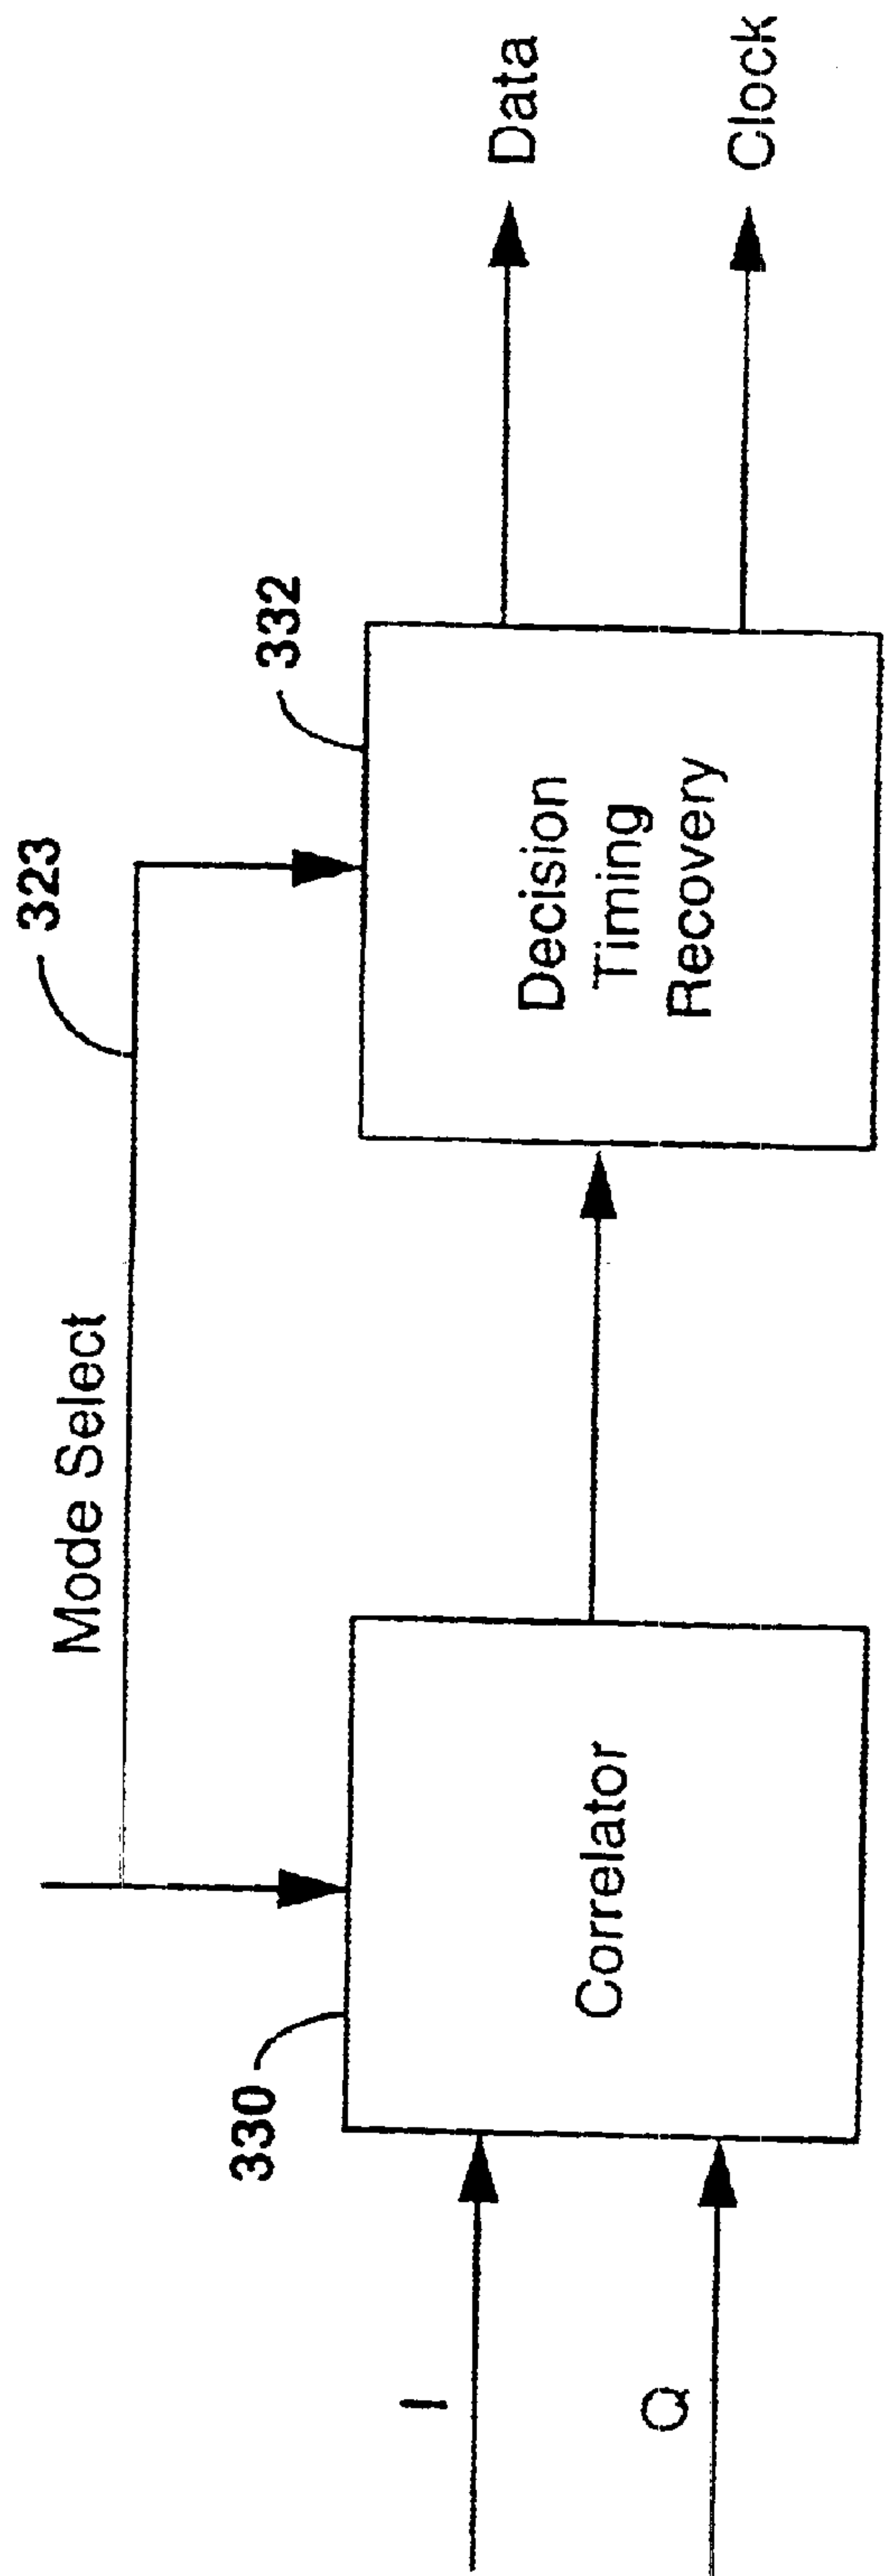 323
Mode Select
332
330
I
Q
Correlator
Decision
Timing
Recovery
Data
Clock